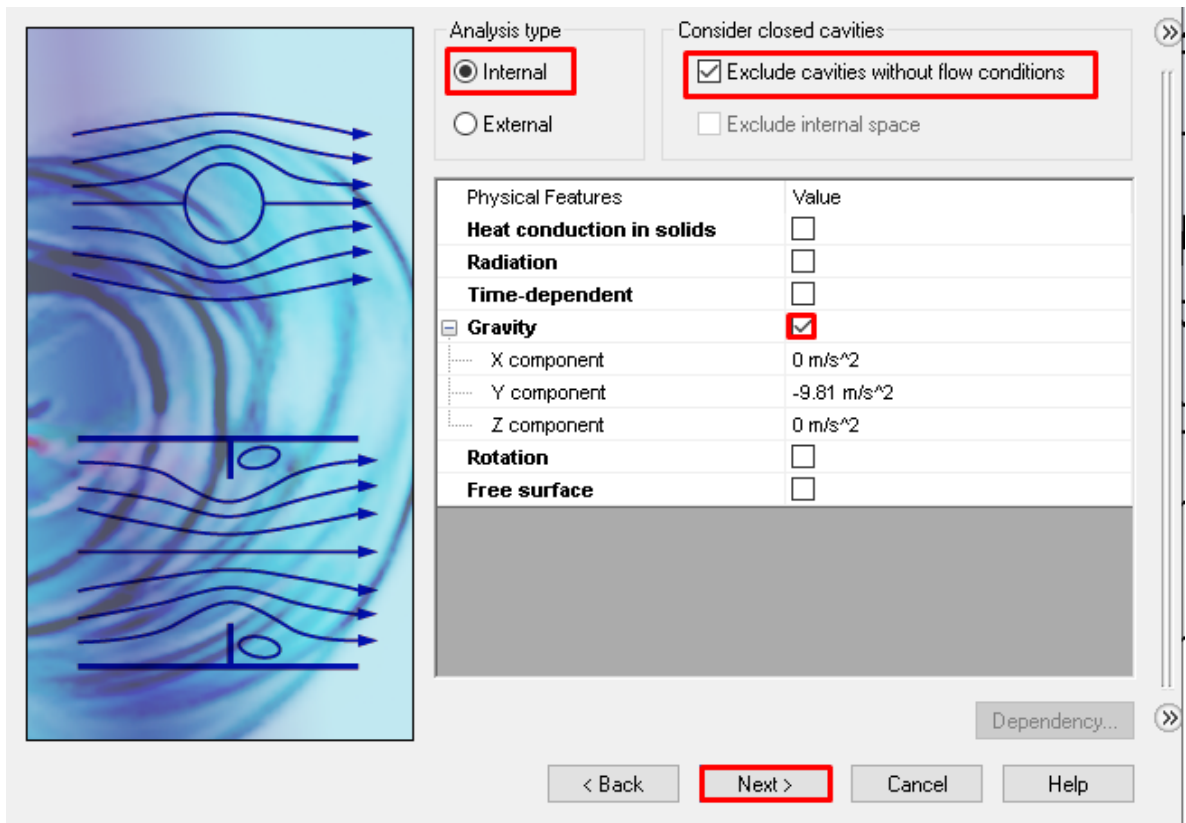 Analysis type
Consider closed cavities
Internal
Exclude cavities without flow conditions
External
Exclude internal space
Physical Features Value
Heat conduction in solids
Radiation
Time-dependent
Gravity
X component 0 m/s^2
Y component -9.81 m/s^2
Z component 0 m/s^2
Rotation
Free surface
Dependency...
< Back Next > Cancel Help